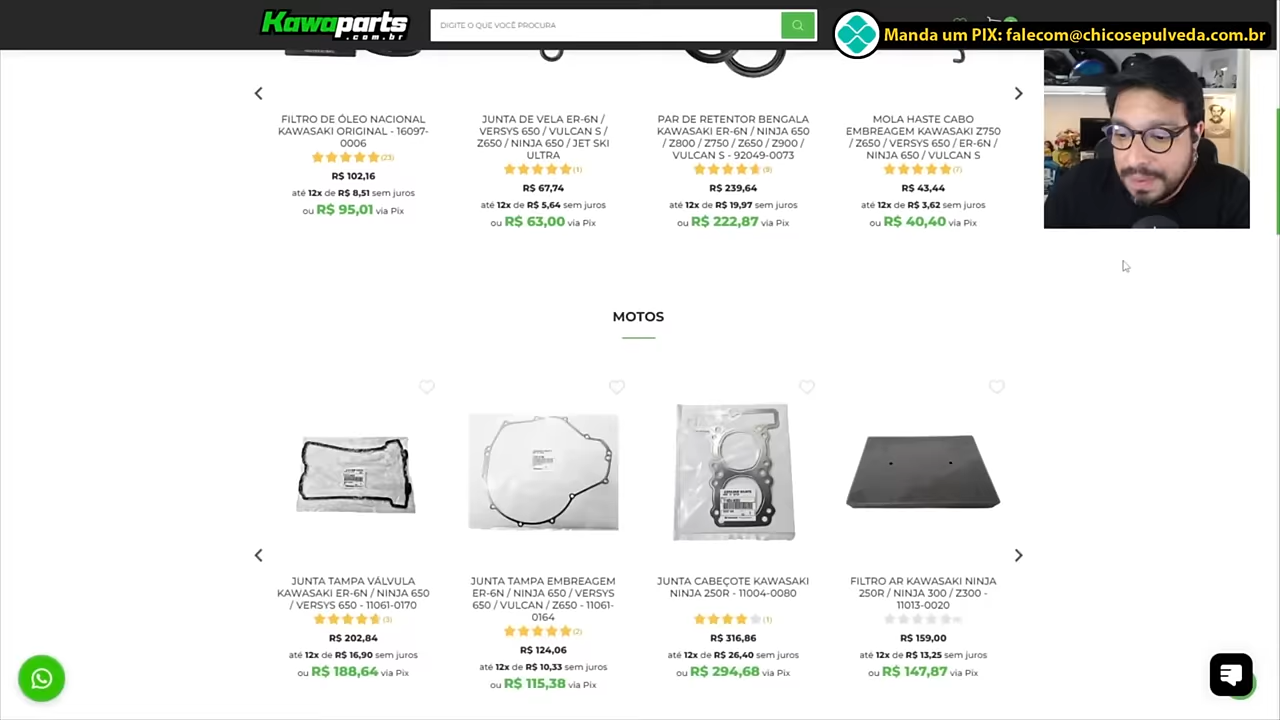 Kawaparts
.com.br
DIGITE O QUE VOCÊ PROCURA
Manda um PIX: falecom@chicosepulveda.com.br
FILTRO DE ÓLEO NACIONAL
KAWASAKI ORIGINAL - 16097-
0006
(23)
R$ 102,16
até 12x de R$ 8,51 sem juros
ou R$ 95,01 via Pix
JUNTA DE VELA ER-6N /
VERSYS 650 / VULCAN S /
Z650 / NINJA 650 / JET SKI
ULTRA
(1)
R$ 67,74
até 12x de R$ 5,64 sem juros
ou R$ 63,00 via Pix
PAR DE RETENTOR BENGALA
KAWASAKI ER-6N / NINJA 650
/ Z800 / Z750 / Z650 / Z900 /
VULCAN S - 92049-0073
R$ 239,64
até 12x de R$ 19,97 sem juros
ou R$ 222,87 via Pix
MOLA HASTE CABO
EMBREAGEM KAWASAKI Z750
/ Z650 / VERSYS 650 / ER-6N /
NINJA 650 / VULCAN S
(7)
R$ 43,44
até 12x de R$ 3,62 sem juros
ou R$ 40,40 via Pix
MOTOS
JUNTA TAMPA VÁLVULA
KAWASAKI ER-6N / NINJA 650
/ VERSYS 650 - 11061-0170
(3)
R$ 202,84
até 12x de R$ 16,90 sem juros
ou R$ 188,64 via Pix
JUNTA TAMPA EMBREAGEM
ER-6N / NINJA 650 / VERSYS
650 / VULCAN / Z650 - 11061-
0164
(2)
R$ 124,06
até 12x de R$ 10,33 sem juros
ou R$ 115,38 via Pix
JUNTA CABEÇOTE KAWASAKI
NINJA 250R - 11004-0080
(1)
R$ 316,86
até 12x de R$ 26,40 sem juros
ou R$ 294,68 via Pix
FILTRO AR KAWASAKI NINJA
250R / NINJA 300 / Z300 -
11013-0020
R$ 159,00
até 12x de R$ 13,25 sem juros
ou R$ 147,87 via Pix